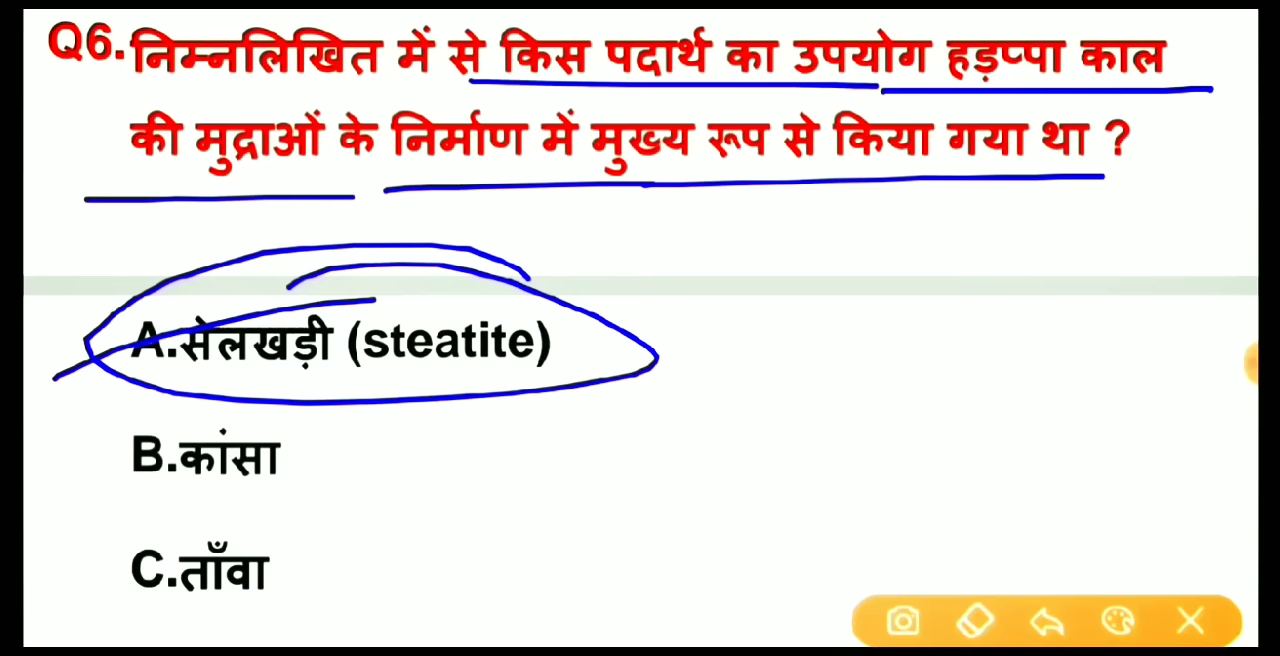 Q6. निम्नलिखित में से किस पदार्थ का उपयोग हड़प्पा काल
की मुद्राओं के निर्माण में मुख्य रूप से किया गया था ?
A.सेलखड़ी (steatite)
B.कांसा
C.ताँवा